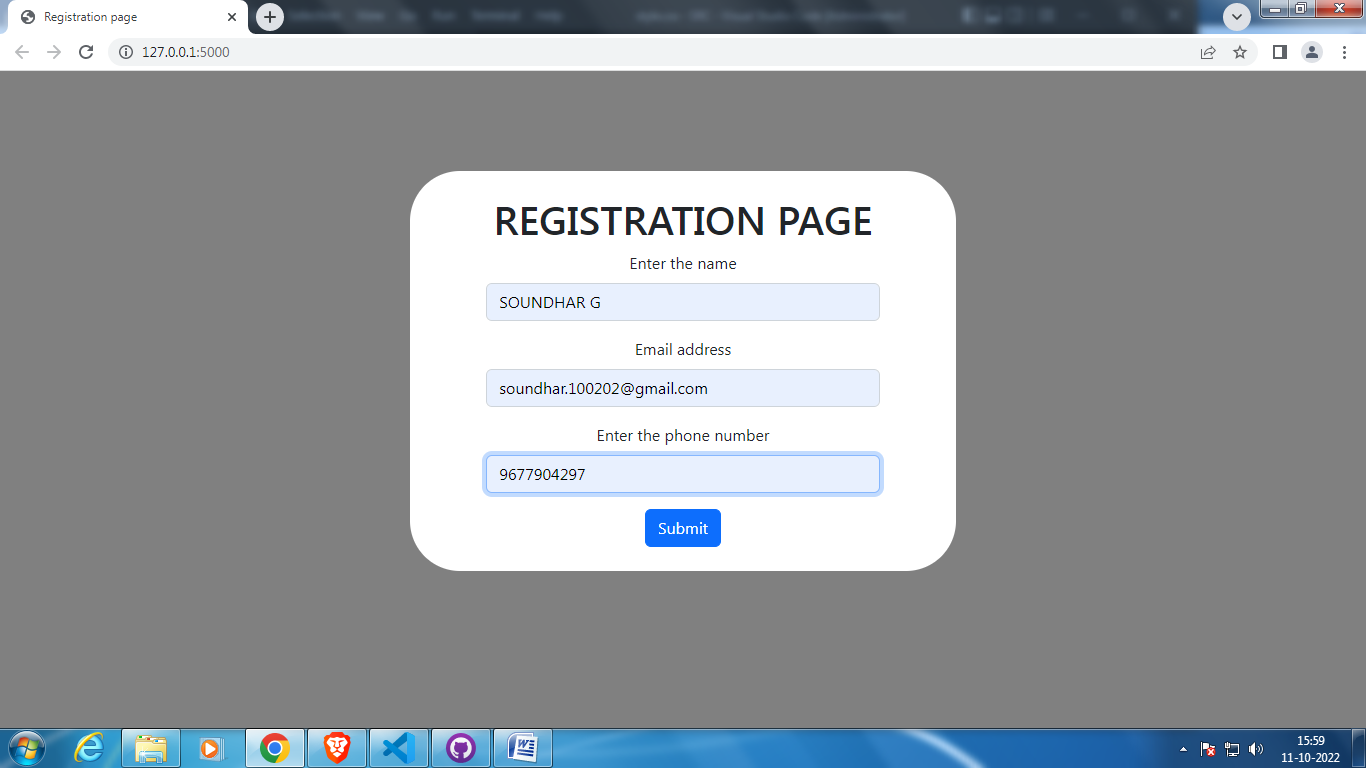 Registration page
127.0.0.1:5000
REGISTRATION PAGE
Enter the name
SOUNDHAR G
Email address
soundhar.100202@gmail.com
Enter the phone number
9677904297
Submit
15:59
11-10-2022